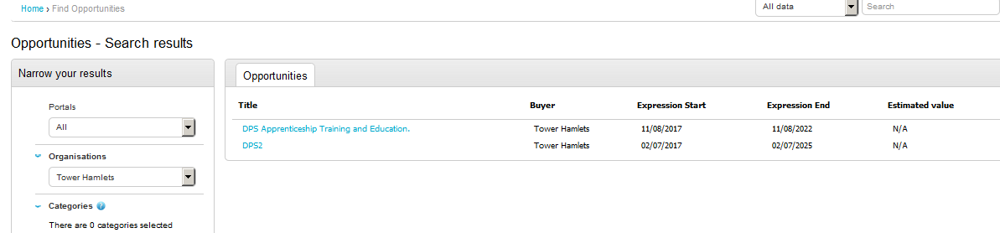 Home › Find Opportunities
All data
Search
Opportunities - Search results
Narrow your results
Portals
All
Organisations
Tower Hamlets
Categories ?
There are 0 categories selected
Opportunities
Title Buyer Expression Start Expression End Estimated value
DPS Apprenticeship Training and Education. Tower Hamlets 11/08/2017 11/08/2022 N/A
DPS2 Tower Hamlets 02/07/2017 02/07/2025 N/A